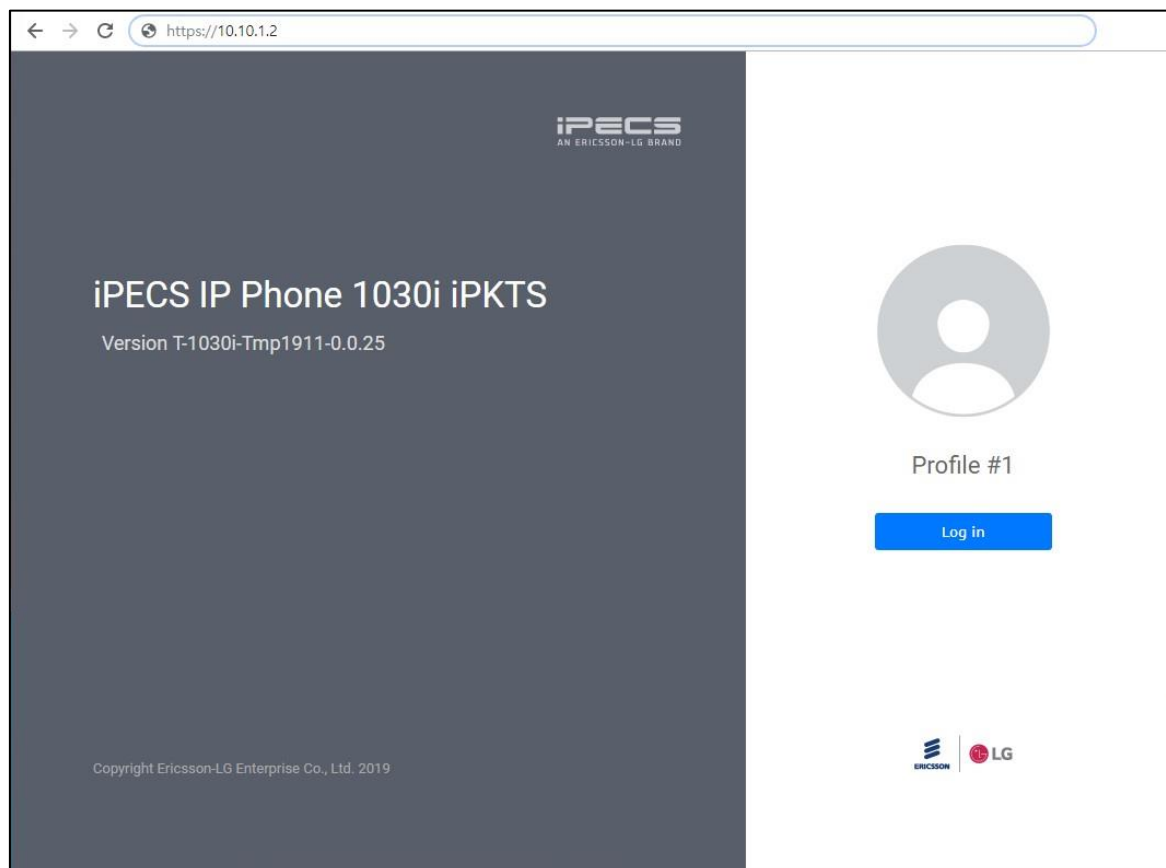 https://10.10.1.2
iPECS
AN ERICSSON-LG BRAND
iPECS IP Phone 1030i iPKTS
Version T-1030i-Tmp1911-0.0.25
Profile #1
Log in
Copyright Ericsson-LG Enterprise Co., Ltd. 2019
ERICSSON
LG